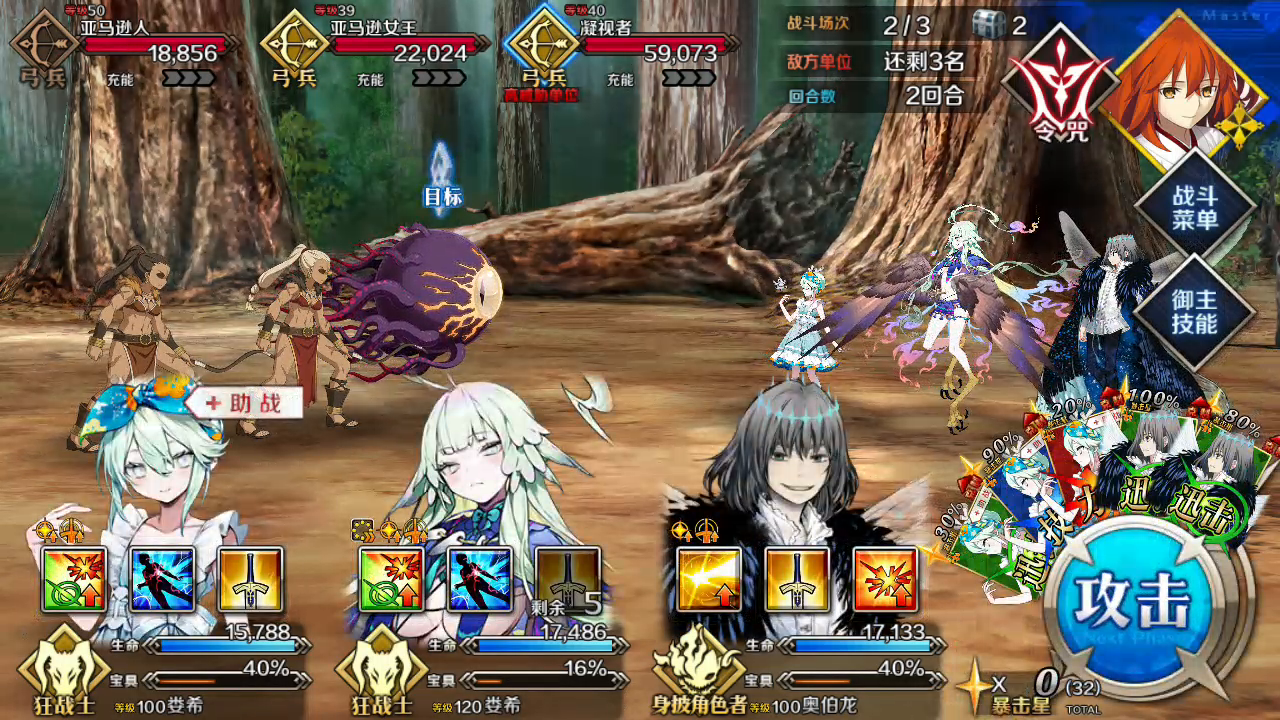 等级50
亚马逊人
18,856
弓兵
充能
等级39
亚马逊女王
22,024
弓兵
充能
等级40
凝视者
59,073
弓兵
充能
高威胁单位
战斗场次 2/3
2
敌方单位 还剩3名
回合数 2回合
令咒
Master
战斗
菜单
御主
技能
目标
+助战
30%
90%
20%
100%
80%
迅
技
力
迅
迅击
攻击
Next Phase
剩余 5
15,788
生命
40%
宝具
狂战士
等级100娄希
17,486
生命
16%
宝具
狂战士
等级120娄希
17,133
生命
40%
宝具
身披角色者
等级100奥伯龙
X 0 (32)
暴击星 TOTAL